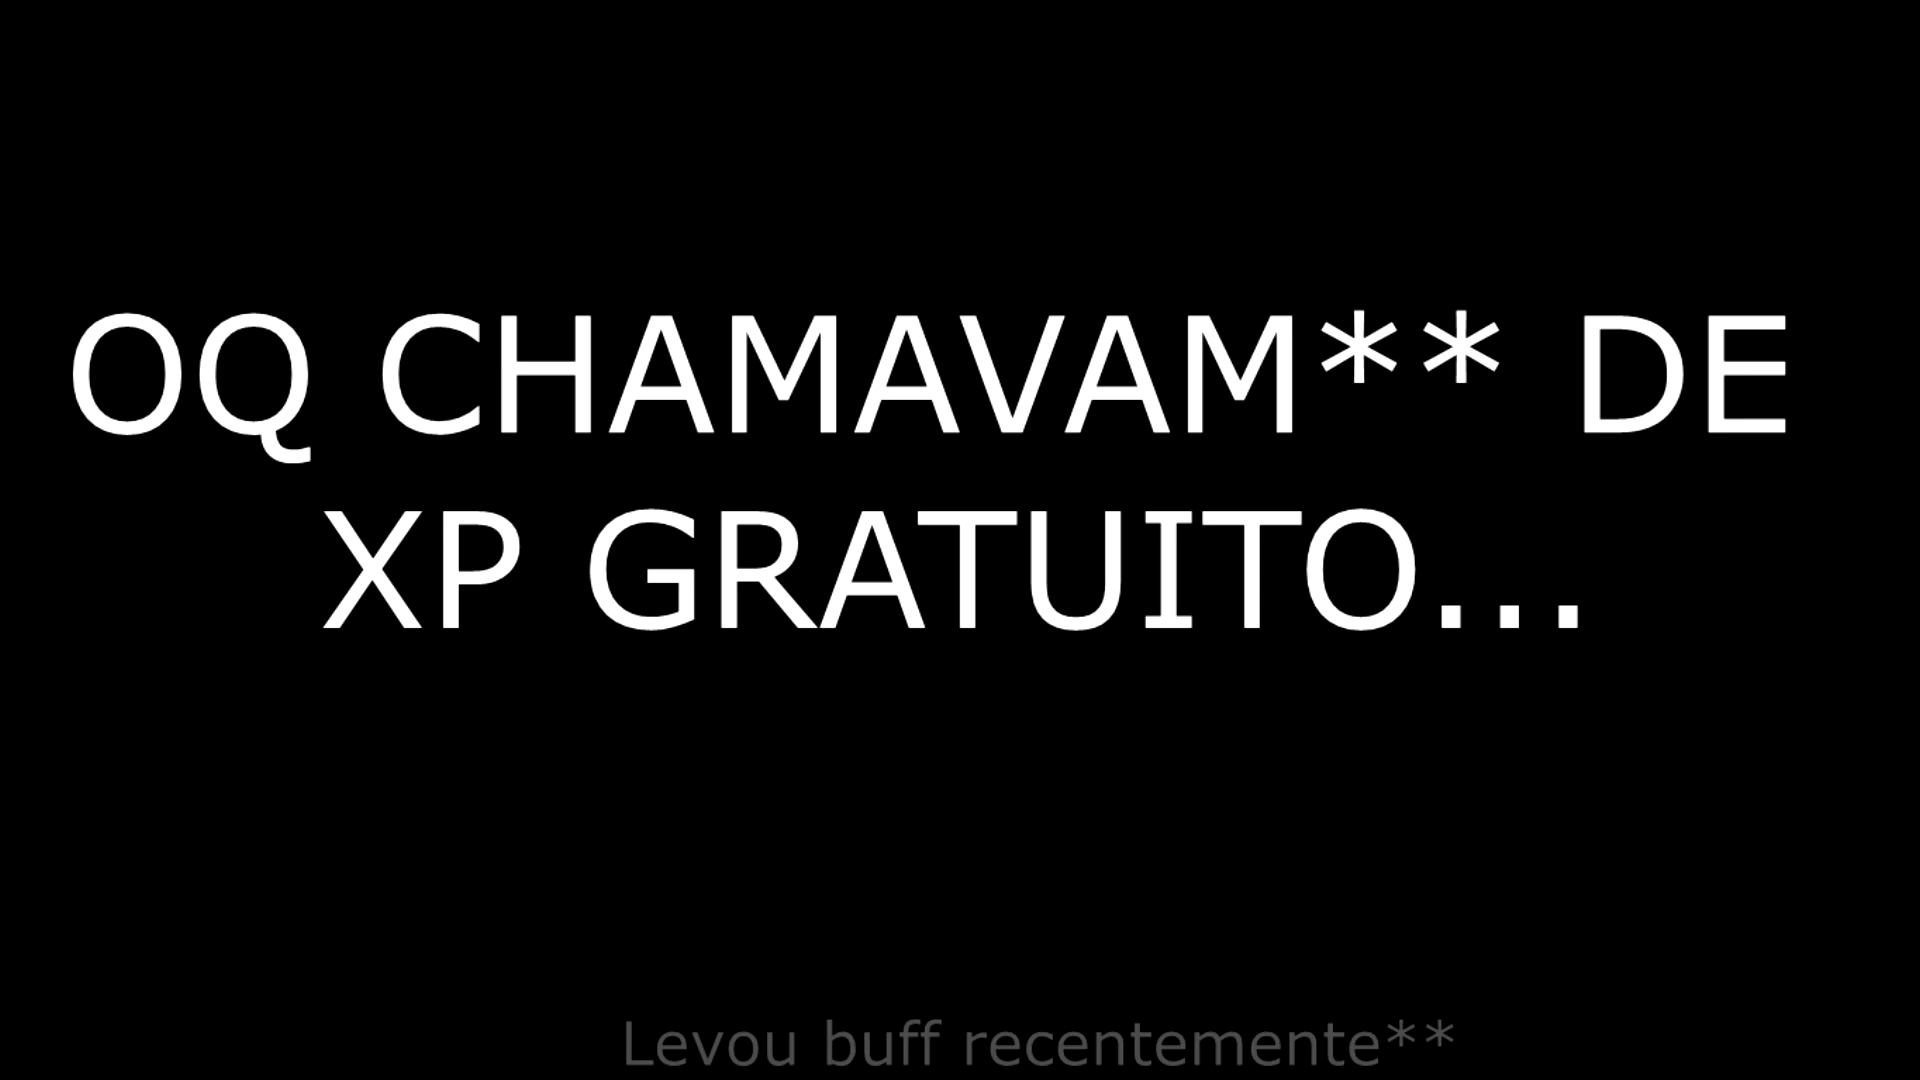 OQ CHAMAVAM** DE
XP GRATUITO...
Levou buff recentemente**